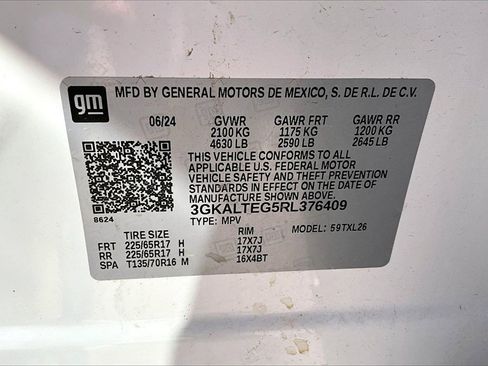 gm
MFD BY GENERAL MOTORS DE MEXICO, S. DE R.L. DE C.V.
06/24 GVWR GAWR FRT GAWR RR
2100 KG 1175 KG 1200 KG
4630 LB 2590 LB 2645 LB
THIS VEHICLE CONFORMS TO ALL
APPLICABLE U.S. FEDERAL MOTOR
VEHICLE SAFETY AND THEFT PREVENTION
STANDARDS IN EFFECT ON THE DATE OF
MANUFACTURE SHOWN ABOVE.
3GKALTEG5RL376409
8624
TYPE: MPV MODEL: 59TXL26
TIRE SIZE RIM
FRT 225/65R17 H 17X7J
RR 225/65R17 H 17X7J
SPA T135/70R16 M 16X4BT